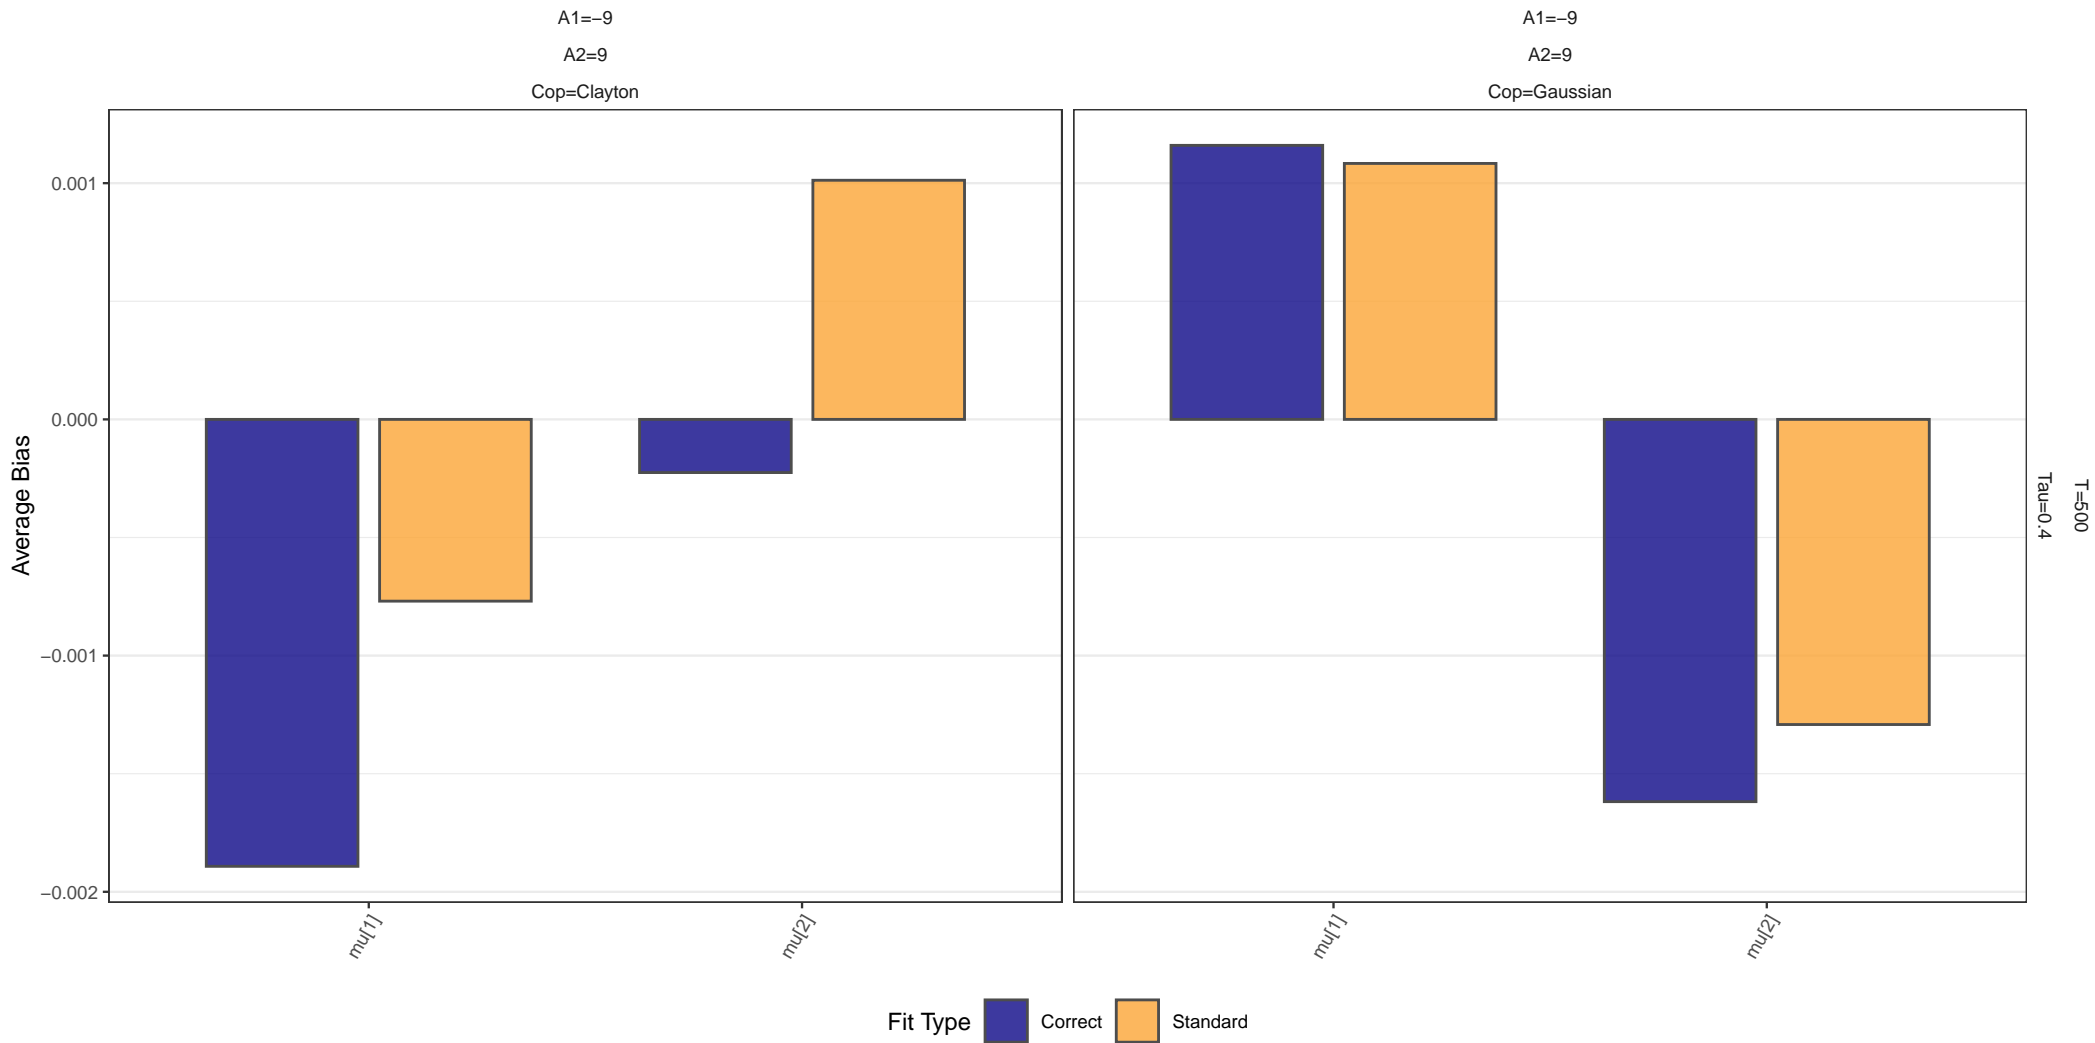 A1=−9
A2=9
Cop=Clayton
A1=−9
A2=9
Cop=Gaussian
0.001
0.000
−0.001
−0.002
Average Bias
T=500
Tau=0.4
mu[1]
mu[2]
mu[1]
mu[2]
Fit Type
Correct
Standard